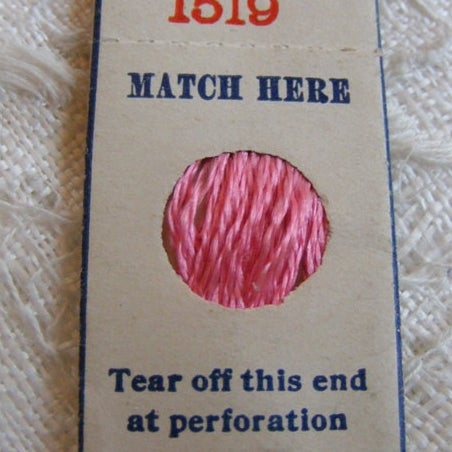 1519
MATCH HERE
Tear off this end
at perforation